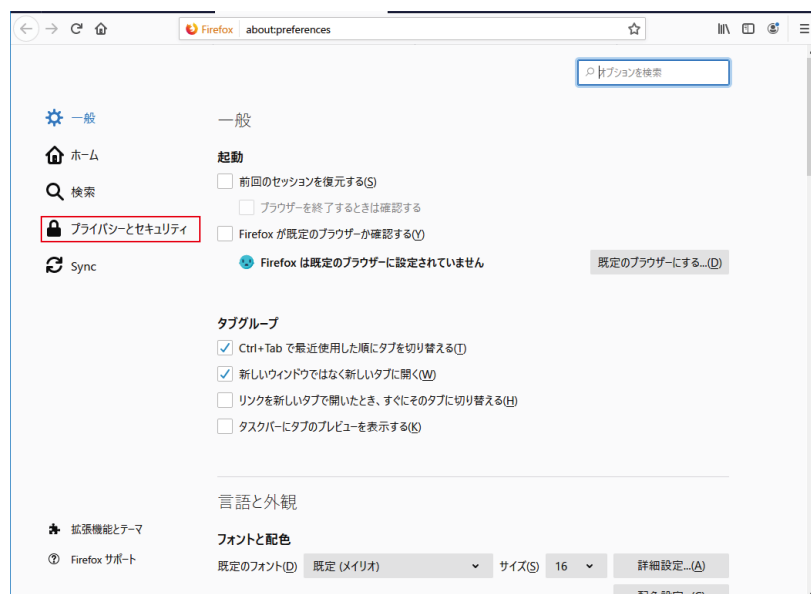 Firefox about:preferences
オプションを検索
一般
ホーム
検索
プライバシーとセキュリティ
Sync
拡張機能とテーマ
Firefox サポート
一般
起動
前回のセッションを復元する(S)
ブラウザーを終了するときは確認する
Firefox が既定のブラウザーか確認する(Y)
Firefox は既定のブラウザーに設定されていません 既定のブラウザーにする...(D)
タブグループ
Ctrl+Tab で最近使用した順にタブを切り替える(T)
新しいウィンドウではなく新しいタブに開く(W)
リンクを新しいタブで開いたとき、すぐにそのタブに切り替える(H)
タスクバーにタブのプレビューを表示する(K)
言語と外観
フォントと配色
既定のフォント(D) 既定 (メイリオ) サイズ(S) 16 詳細設定...(A)